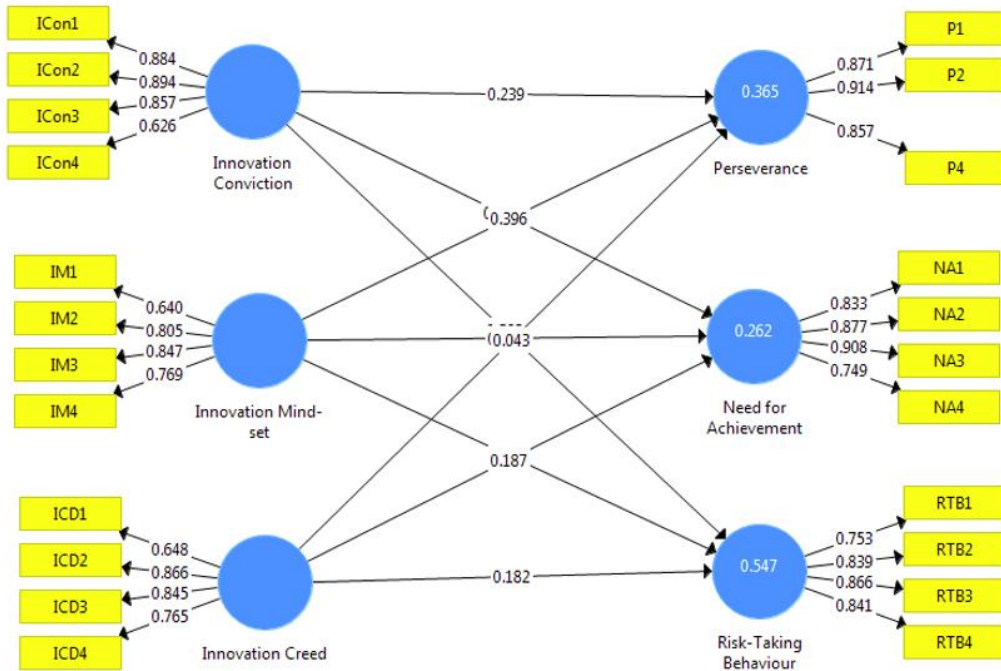 ICon1
ICon2
ICon3
ICon4
0.884
0.894
0.857
0.626
Innovation
Conviction
0.239
0.365
Perseverance
0.871
0.914
0.857
P1
P2
P4
IM1
IM2
IM3
IM4
0.640
0.805
0.847
0.769
Innovation Mind-
set
0.396
0.043
0.187
0.262
Need for
Achievement
0.833
0.877
0.908
0.749
NA1
NA2
NA3
NA4
ICD1
ICD2
ICD3
ICD4
0.648
0.866
0.845
0.765
Innovation Creed
0.182
0.547
Risk-Taking
Behaviour
0.753
0.839
0.866
0.841
RTB1
RTB2
RTB3
RTB4